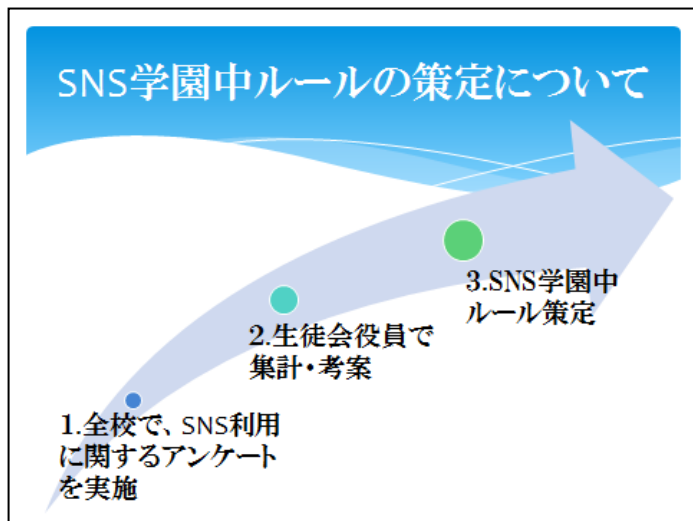 SNS学園中ルールの策定について
3.SNS学園中
ルール策定
2.生徒会役員で
集計・考案
1.全校で、SNS利用
に関するアンケート
を実施